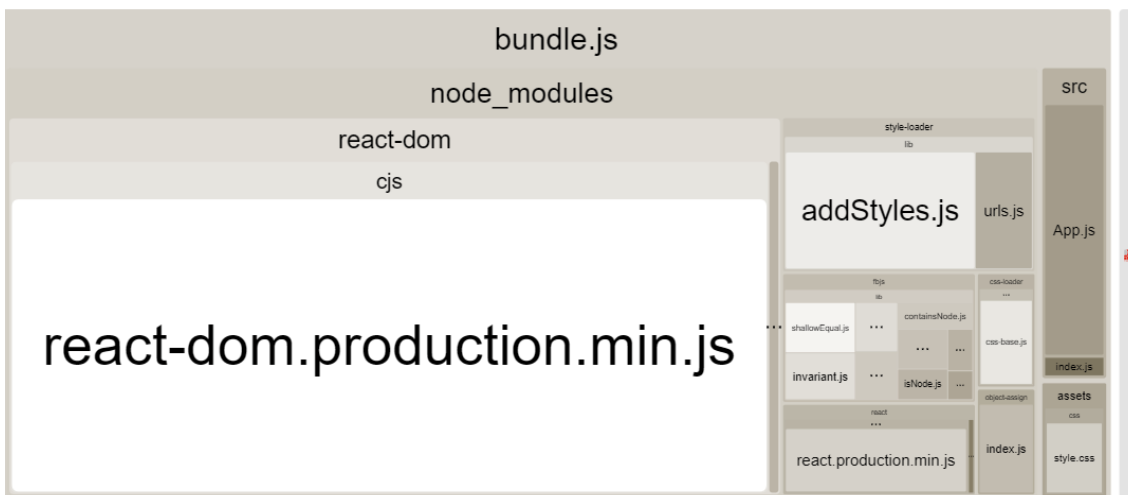 bundle.js
node_modules
src
react-dom
style-loader
lib
cjs
addStyles.js
urls.js
App.js
fbjs
css-loader
...
lib
shallowEqual.js
...
containsNode.js
...
react-dom.production.min.js
...
...
css-base.js
invariant.js
...
isNode.js
...
index.js
object-assign
assets
react
...
css
react.production.min.js
...
index.js
style.css